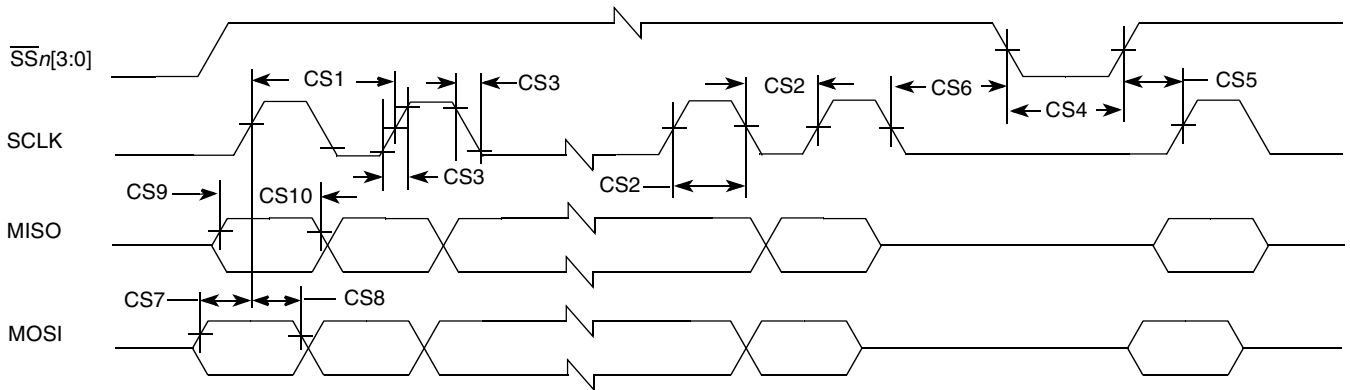 SSn[3:0]
CS1
CS3
CS2
CS6
CS4
CS5
SCLK
CS3
CS2
CS9
CS10
MISO
CS7
CS8
MOSI